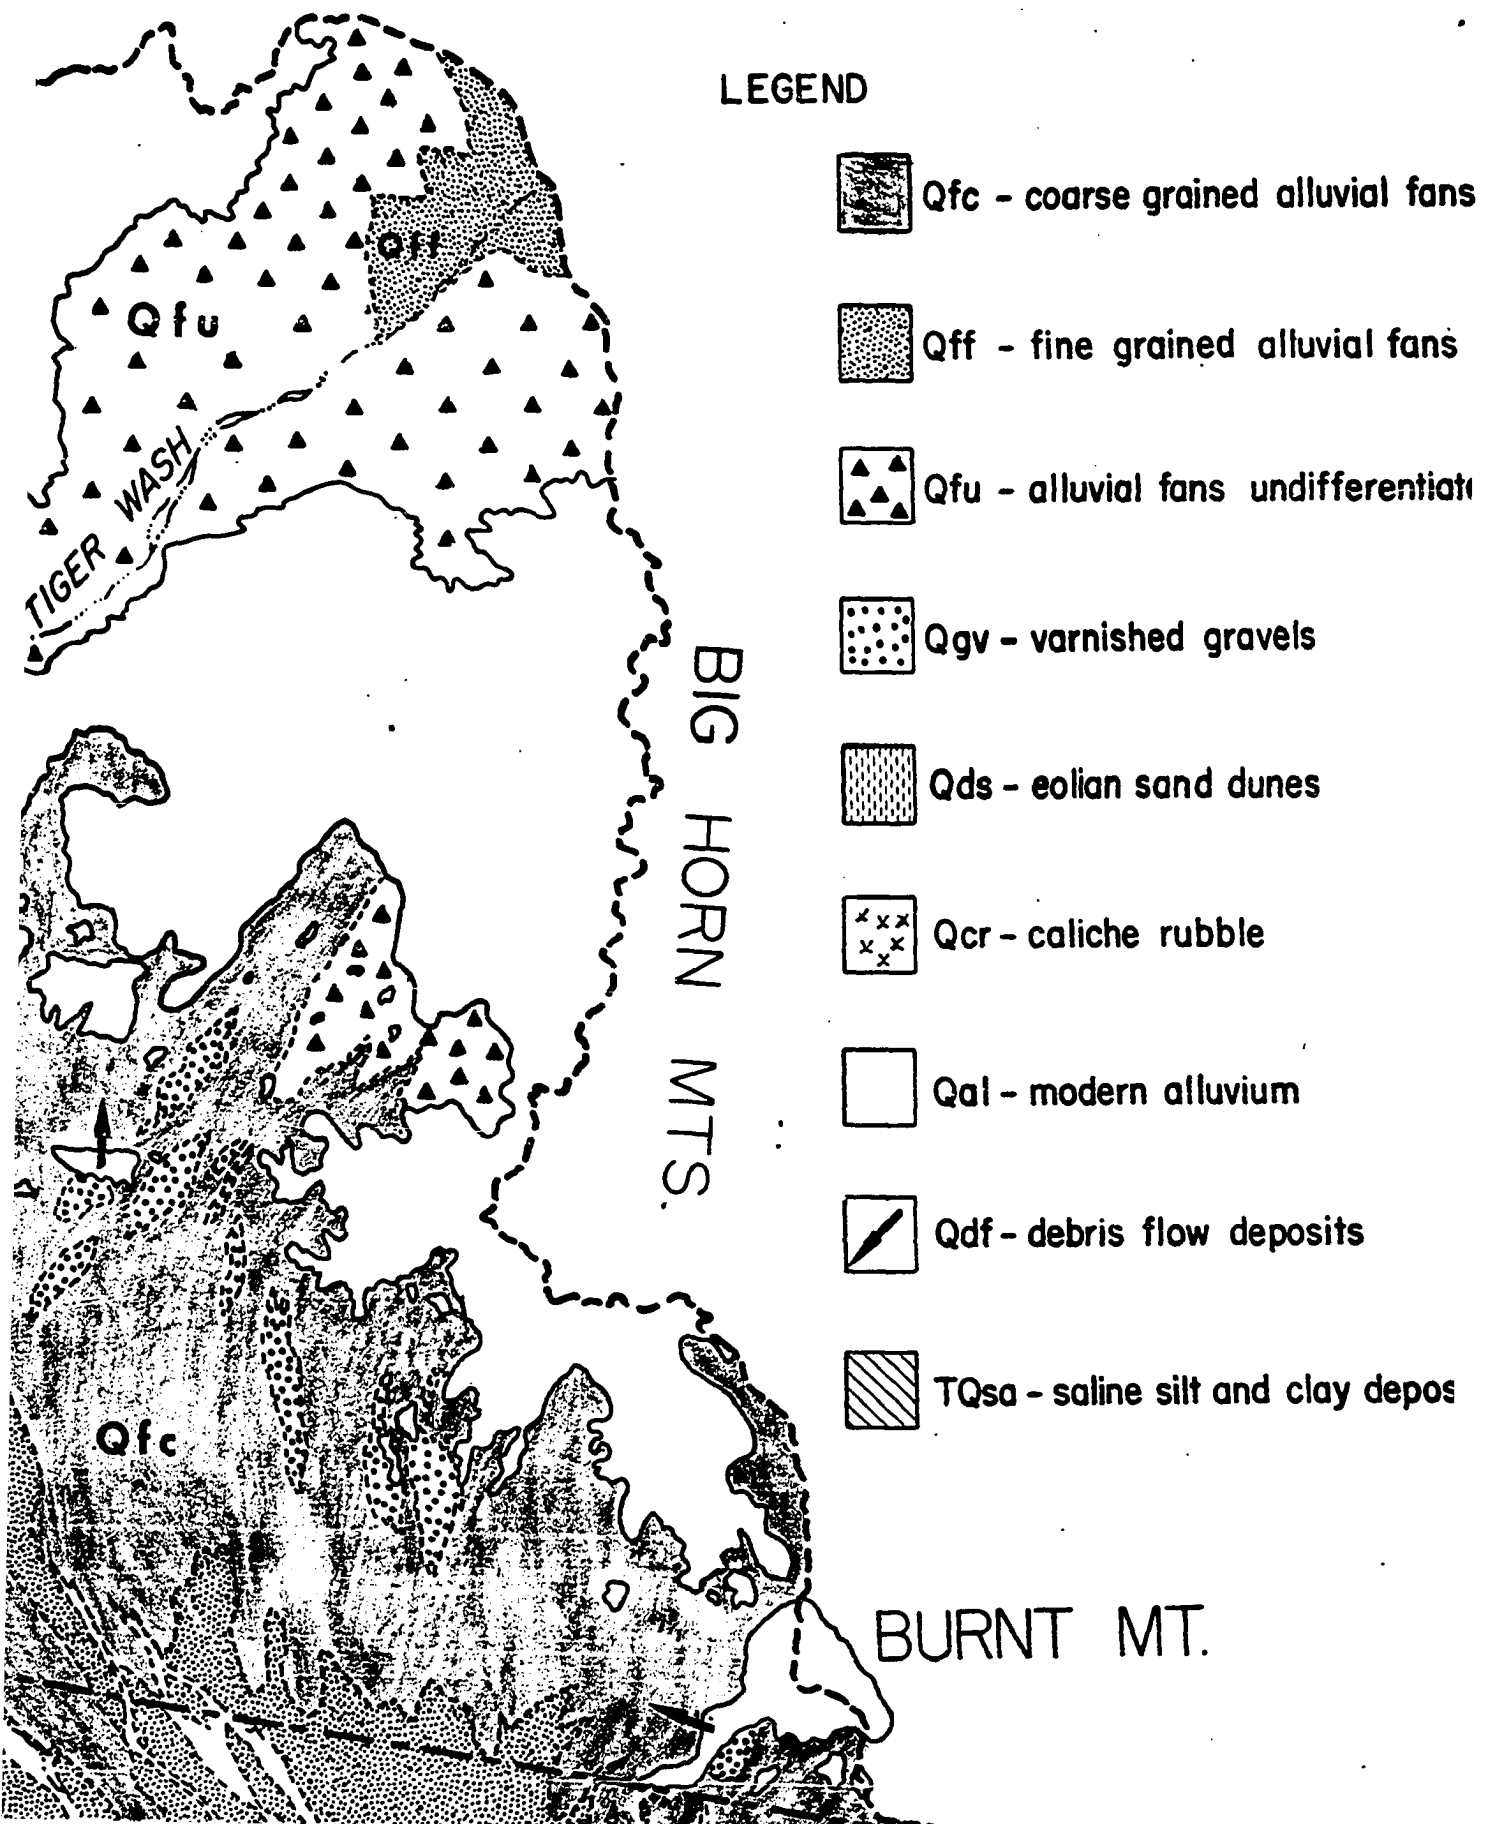 LEGEND
Qfc - coarse grained alluvial fans
Qff - fine grained alluvial fans
Qfu - alluvial fans undifferentiat
Qgv - varnished gravels
Qds - eolian sand dunes
Qcr - caliche rubble
Qal - modern alluvium
Qdf - debris flow deposits
TQsa - saline silt and clay depos
Qff
Qfu
TIGER WASH
BIG HORN MTS.
Qfc
BURNT MT.